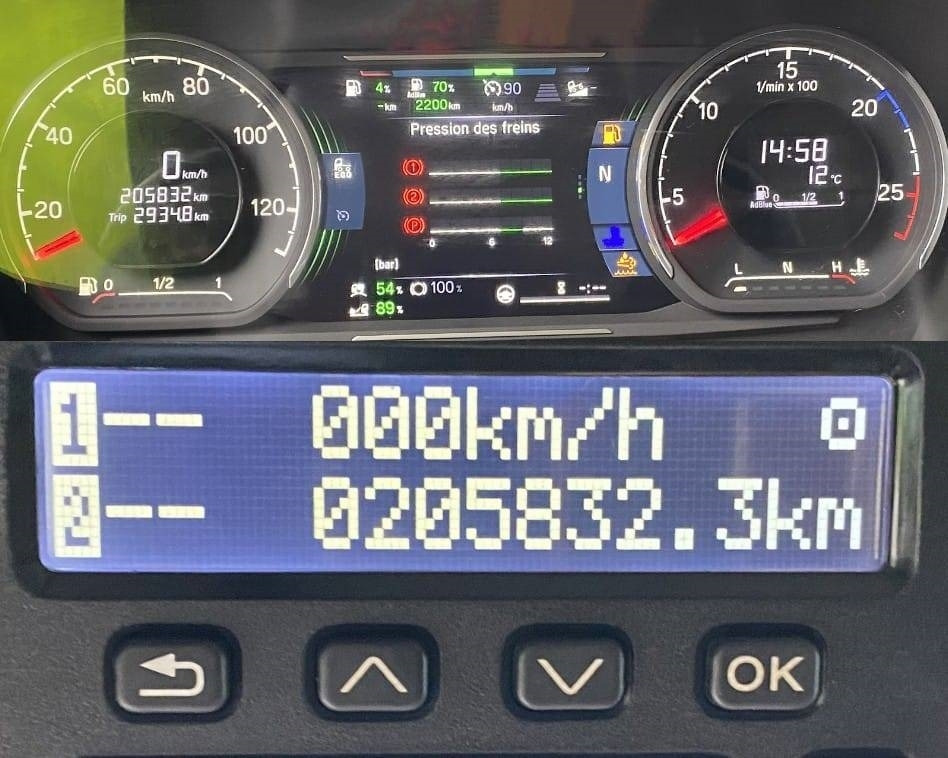 20
40
60
km/h
80
100
120
0 km/h
205832 km
Trip 2934.8 km
0 1/2 1
4% 70% 90
AdBlue
-km 2200km km/h
Pression des freins
(1)
(2)
(P)
0 6 12
(bar)
54% 100%
89%
-:--
ECO
N
5
10
15
1/min x 100
20
25
14:58
12 °C
AdBlue 0 1/2 1
L N H
1-- 000km/h
2-- 0205832.3km
OK